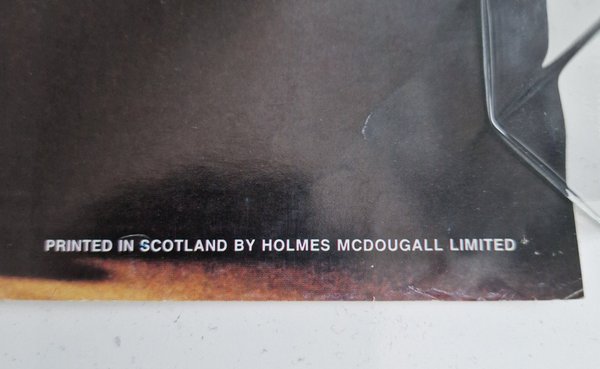 PRINTED IN SCOTLAND BY HOLMES MCDOUGALL LIMITED